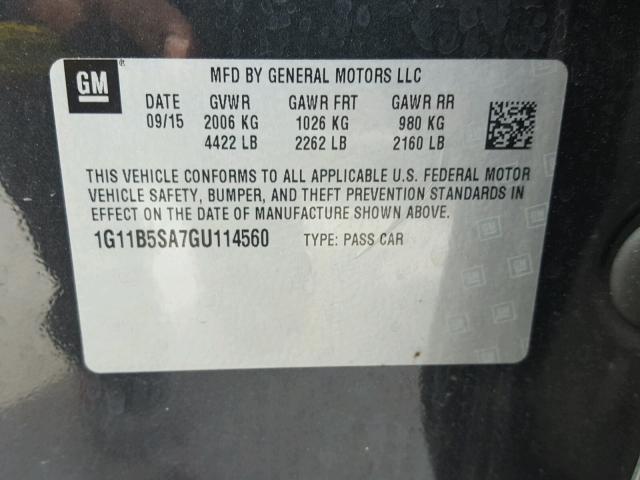 GM
MFD BY GENERAL MOTORS LLC
DATE GVWR GAWR FRT GAWR RR
09/15 2006 KG 1026 KG 980 KG
4422 LB 2262 LB 2160 LB
THIS VEHICLE CONFORMS TO ALL APPLICABLE U.S. FEDERAL MOTOR
VEHICLE SAFETY, BUMPER, AND THEFT PREVENTION STANDARDS IN
EFFECT ON THE DATE OF MANUFACTURE SHOWN ABOVE.
1G11B5SA7GU114560 TYPE: PASS CAR